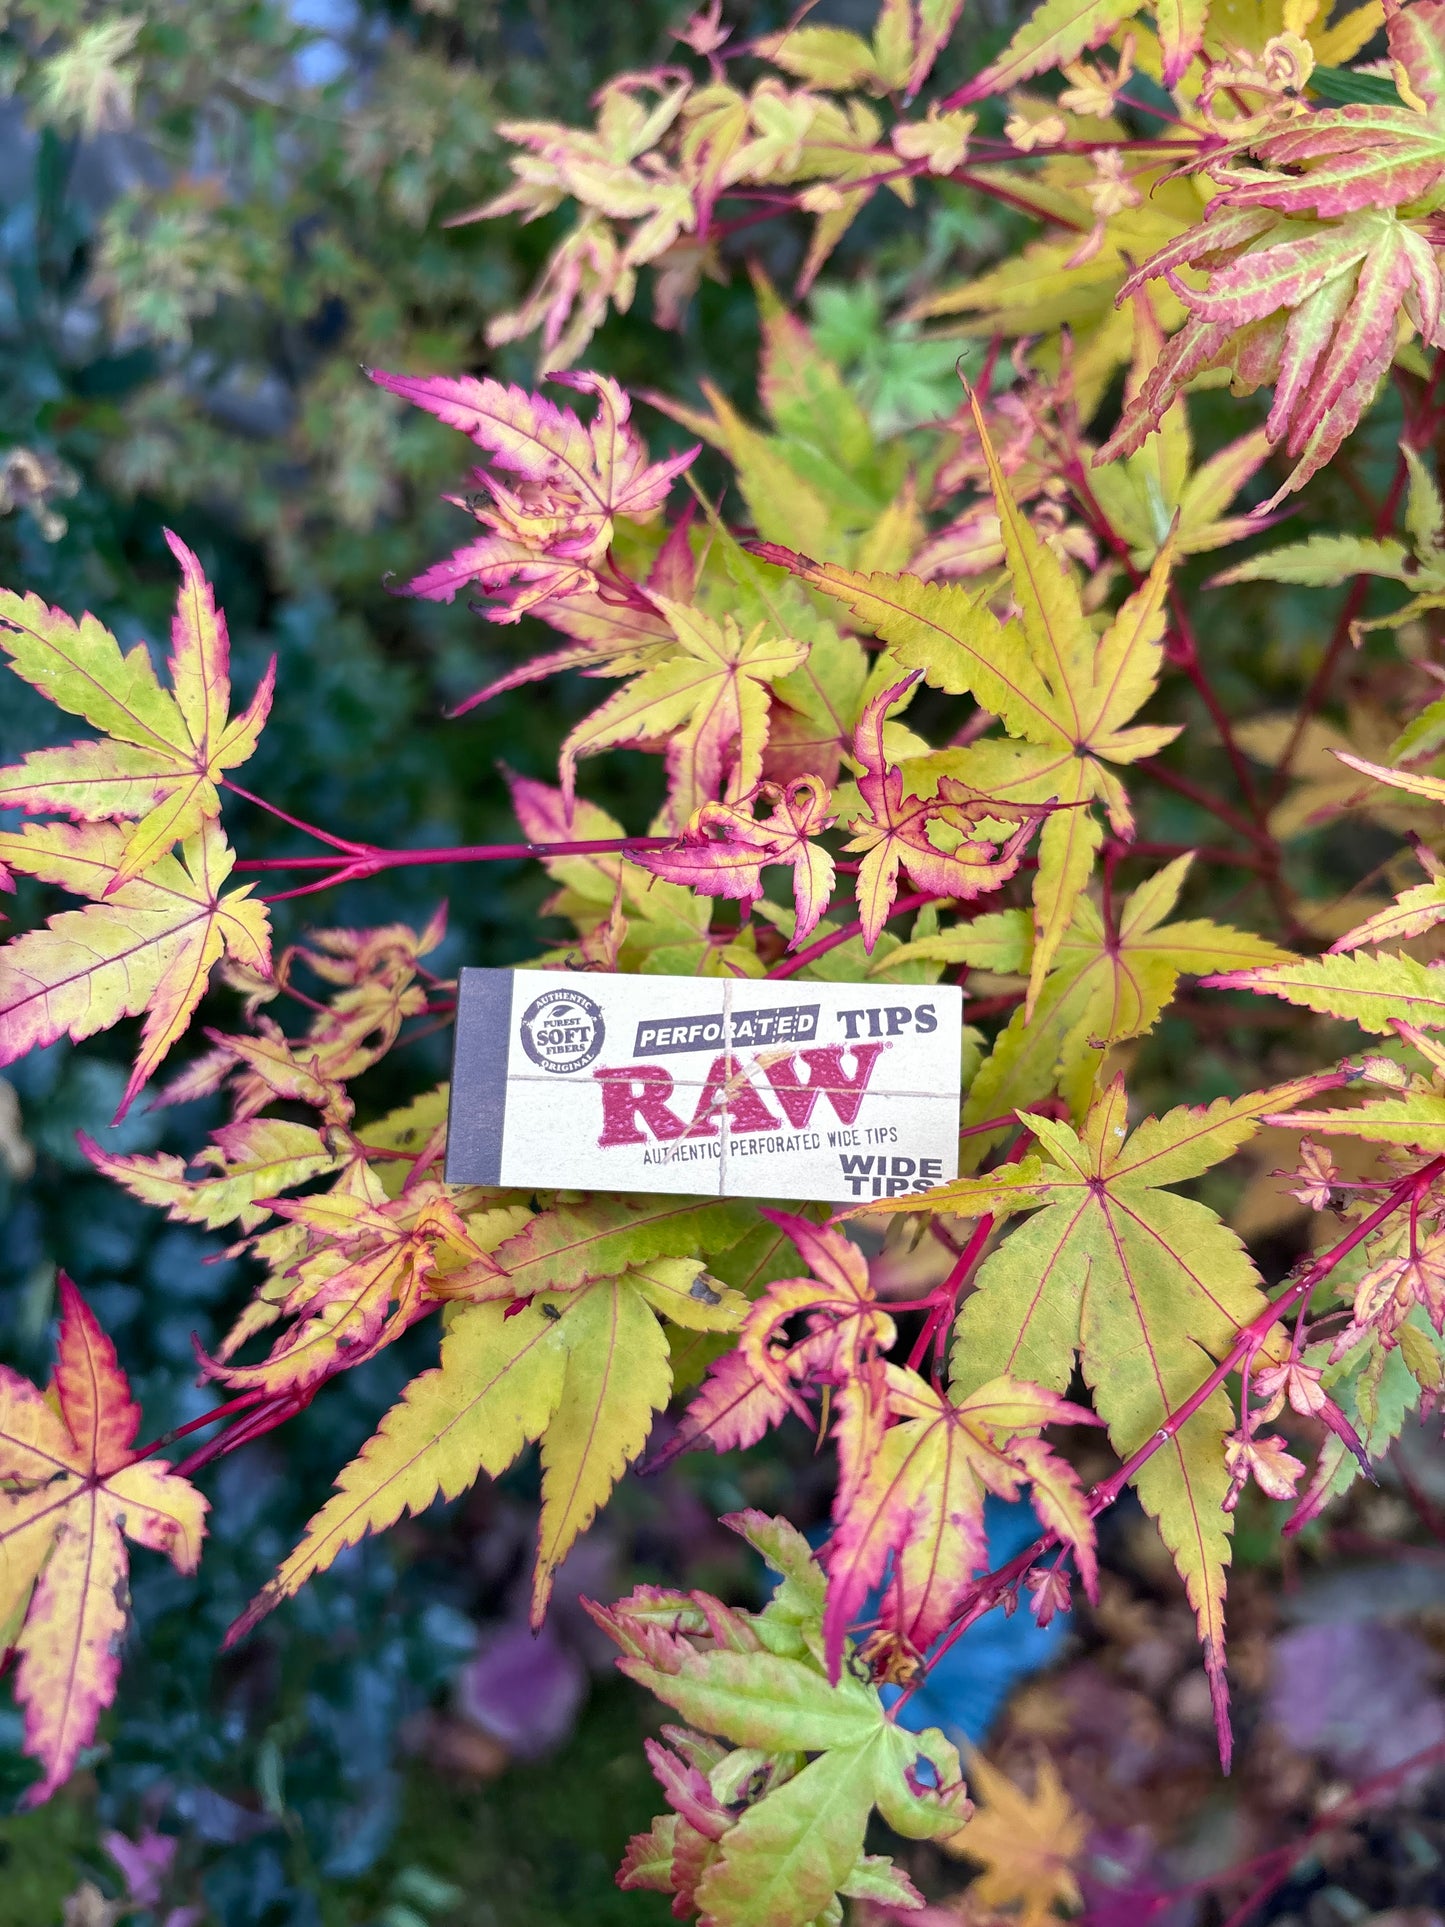 AUTHENTIC
PUREST
SOFT
FIBERS
ORIGINAL
PERFORATED TIPS
RAW®
AUTHENTIC PERFORATED WIDE TIPS
WIDE
TIPS